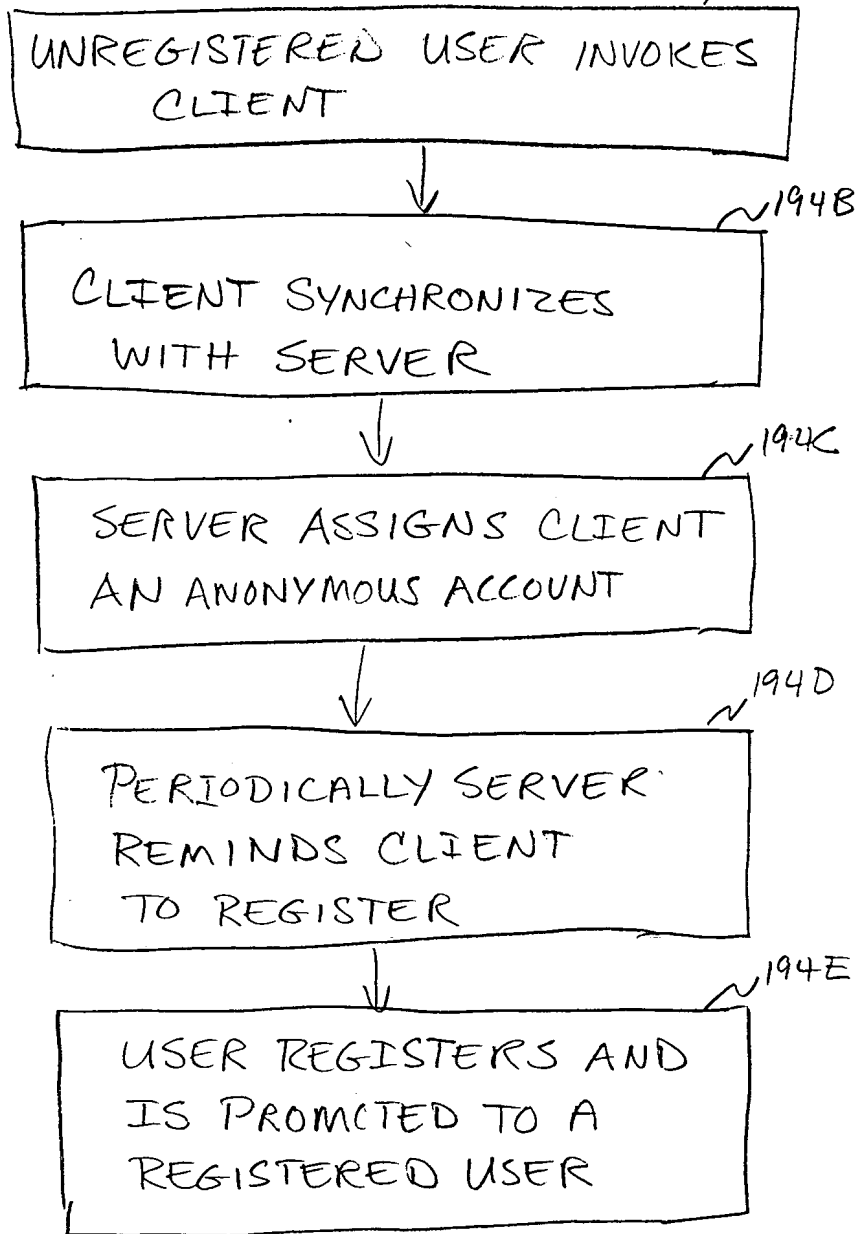 UNREGISTERED USER INVOKES
CLIENT
194B
CLIENT SYNCHRONIZES
WITH SERVER
194C
SERVER ASSIGNS CLIENT
AN ANONYMOUS ACCOUNT
194D
PERIODICALLY SERVER
REMINDS CLIENT
TO REGISTER
194E
USER REGISTERS AND
IS PROMOTED TO A
REGISTERED USER